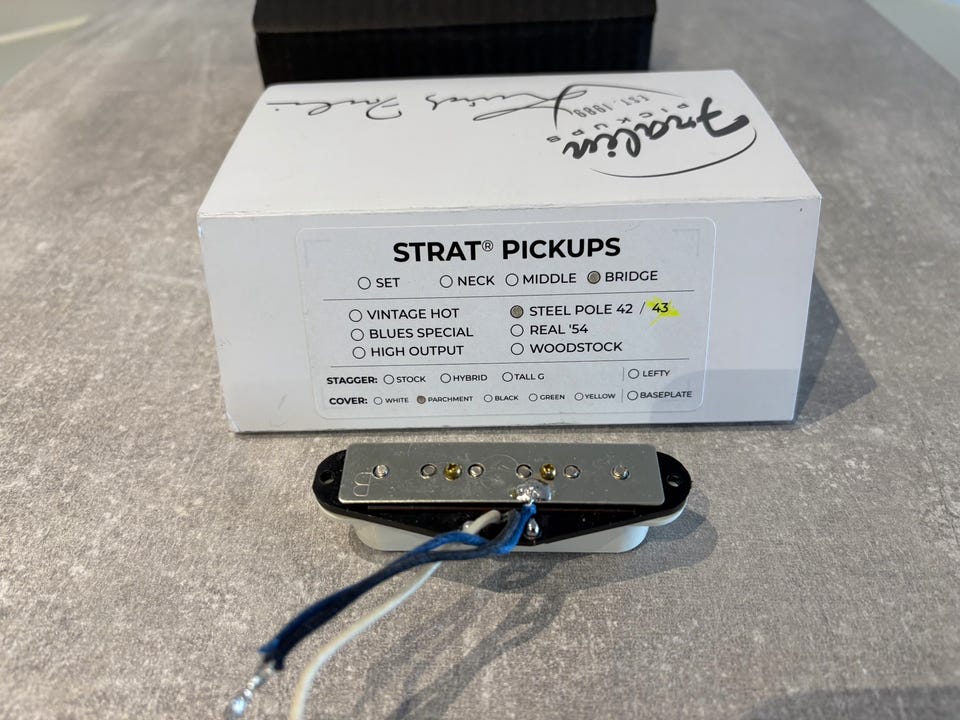 Fralin
PICKUPS
EST. 1988
STRAT® PICKUPS
SET NECK MIDDLE BRIDGE
VINTAGE HOT STEEL POLE 42 / 43
BLUES SPECIAL REAL '54
HIGH OUTPUT WOODSTOCK
STAGGER: STOCK HYBRID TALL G LEFTY
COVER: WHITE PARCHMENT BLACK GREEN YELLOW BASEPLATE
B